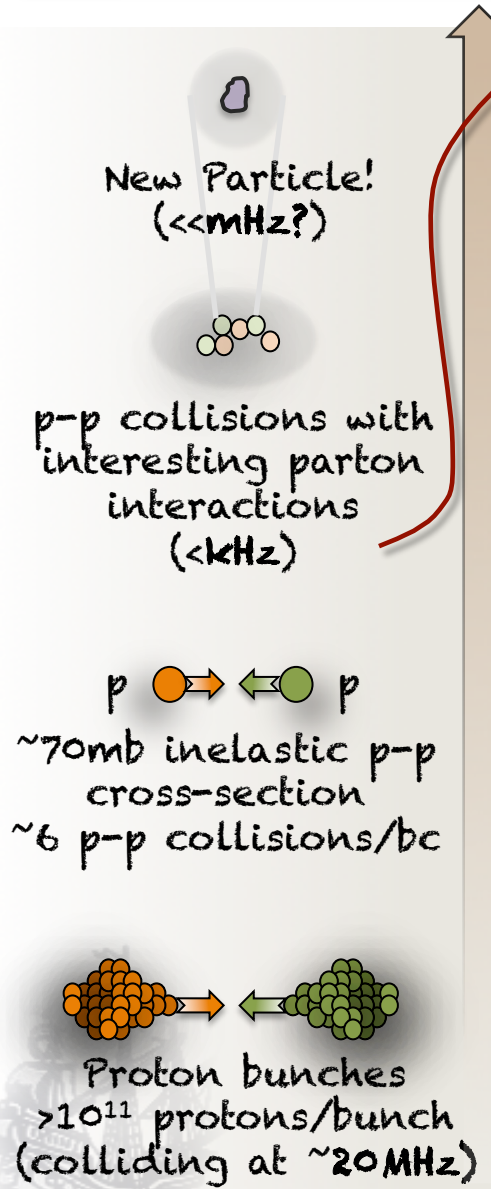 New Particle!
(<<mHz?)
p-p collisions with
interesting parton
interactions
(<kHz)
p p
~70mb inelastic p-p
cross-section
~6 p-p collisions/bc
Proton bunches
>10¹¹ protons/bunch
(colliding at ~20MHz)